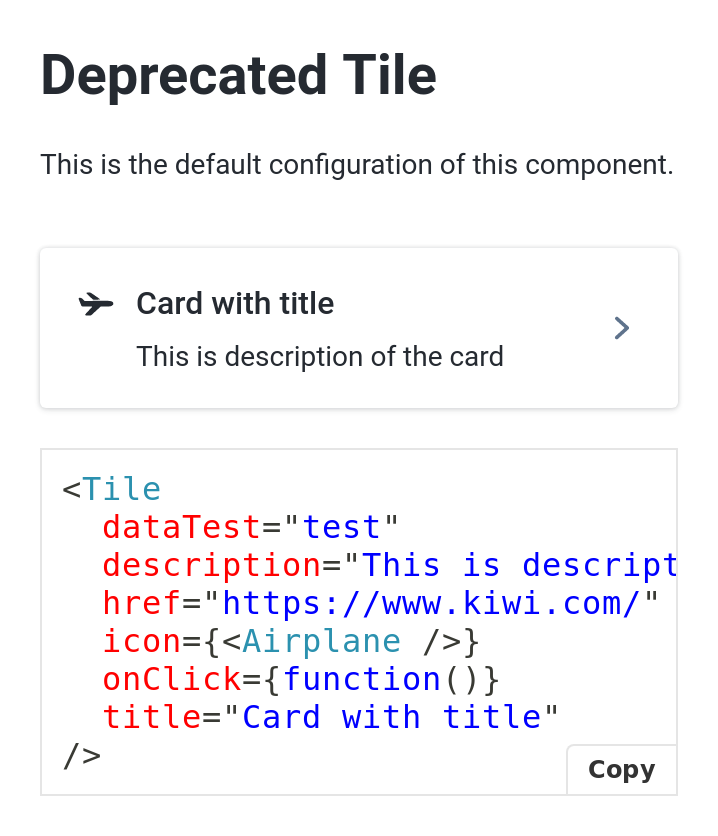 Deprecated Tile
This is the default configuration of this component.
Card with title
This is description of the card
<Tile
  dataTest="test"
  description="This is descript
  href="https://www.kiwi.com/"
  icon={<Airplane />}
  onClick={function()}
  title="Card with title"
/>
Copy